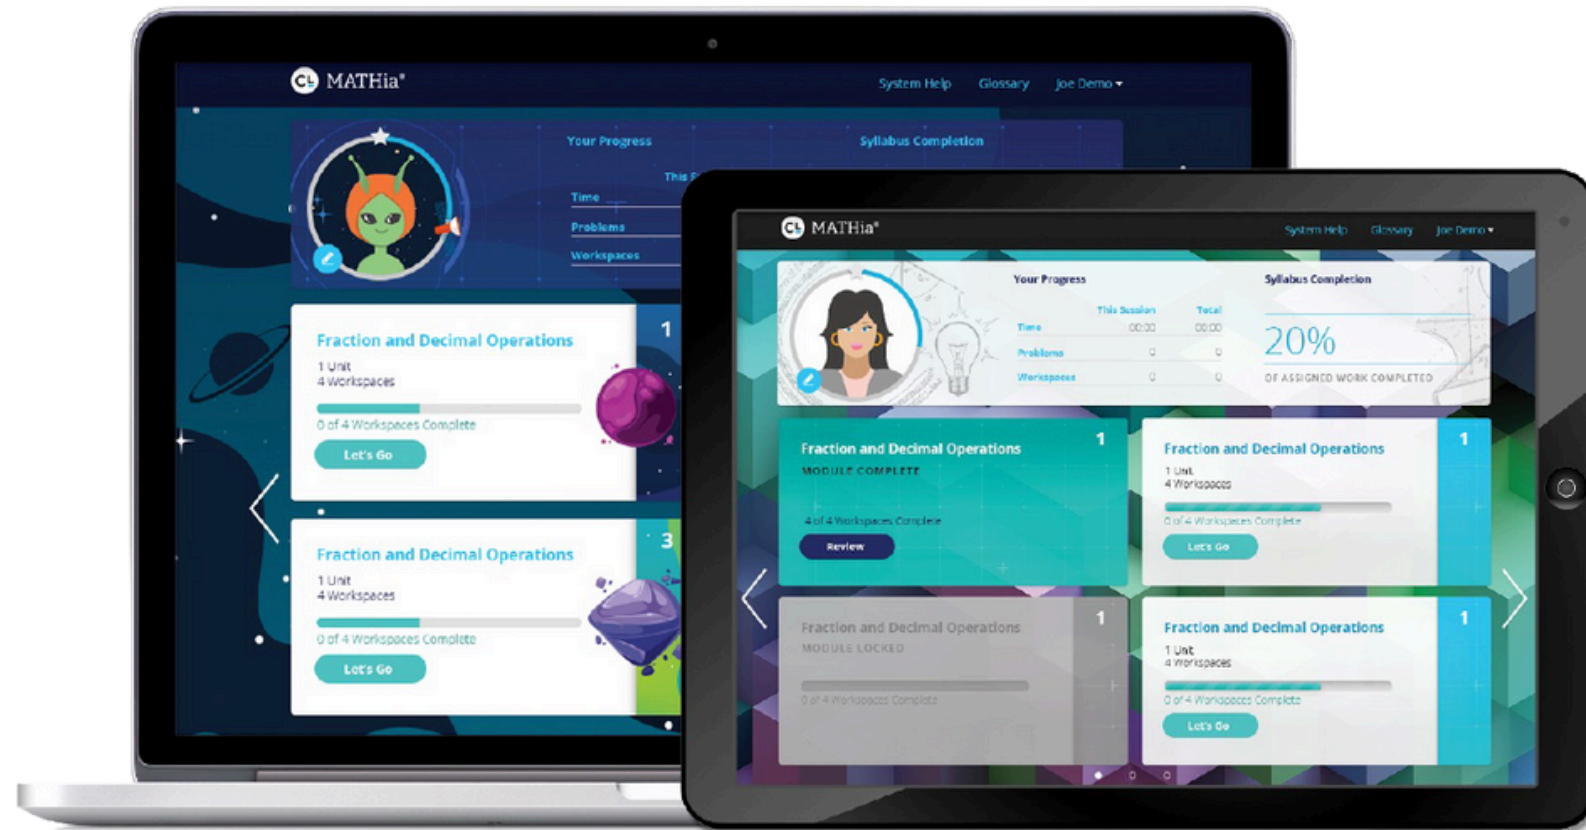 CL MATHia®
System Help Glossary Joe Demo
Your Progress
Syllabus Completion
This S
Time
Problems
Workspaces
Fraction and Decimal Operations
1
1 Unit
4 Workspaces
0 of 4 Workspaces Complete
Let's Go
Fraction and Decimal Operations
3
1 Unit
4 Workspaces
0 of 4 Workspaces Complete
Let's Go
CL MATHia®
System Help Glossary Joe Demo
Your Progress
This Session Total
Time 00:00 00:00
Problems 0 0
Workspaces 0 0
Syllabus Completion
20%
OF ASSIGNED WORK COMPLETED
Fraction and Decimal Operations
1
MODULE COMPLETE
4 of 4 Workspaces Complete
Review
Fraction and Decimal Operations
1
1 Unit
4 Workspaces
0 of 4 Workspaces Complete
Let's Go
Fraction and Decimal Operations
1
MODULE LOCKED
0 of 4 Workspaces Complete
Fraction and Decimal Operations
1
1 Unit
4 Workspaces
0 of 4 Workspaces Complete
Let's Go